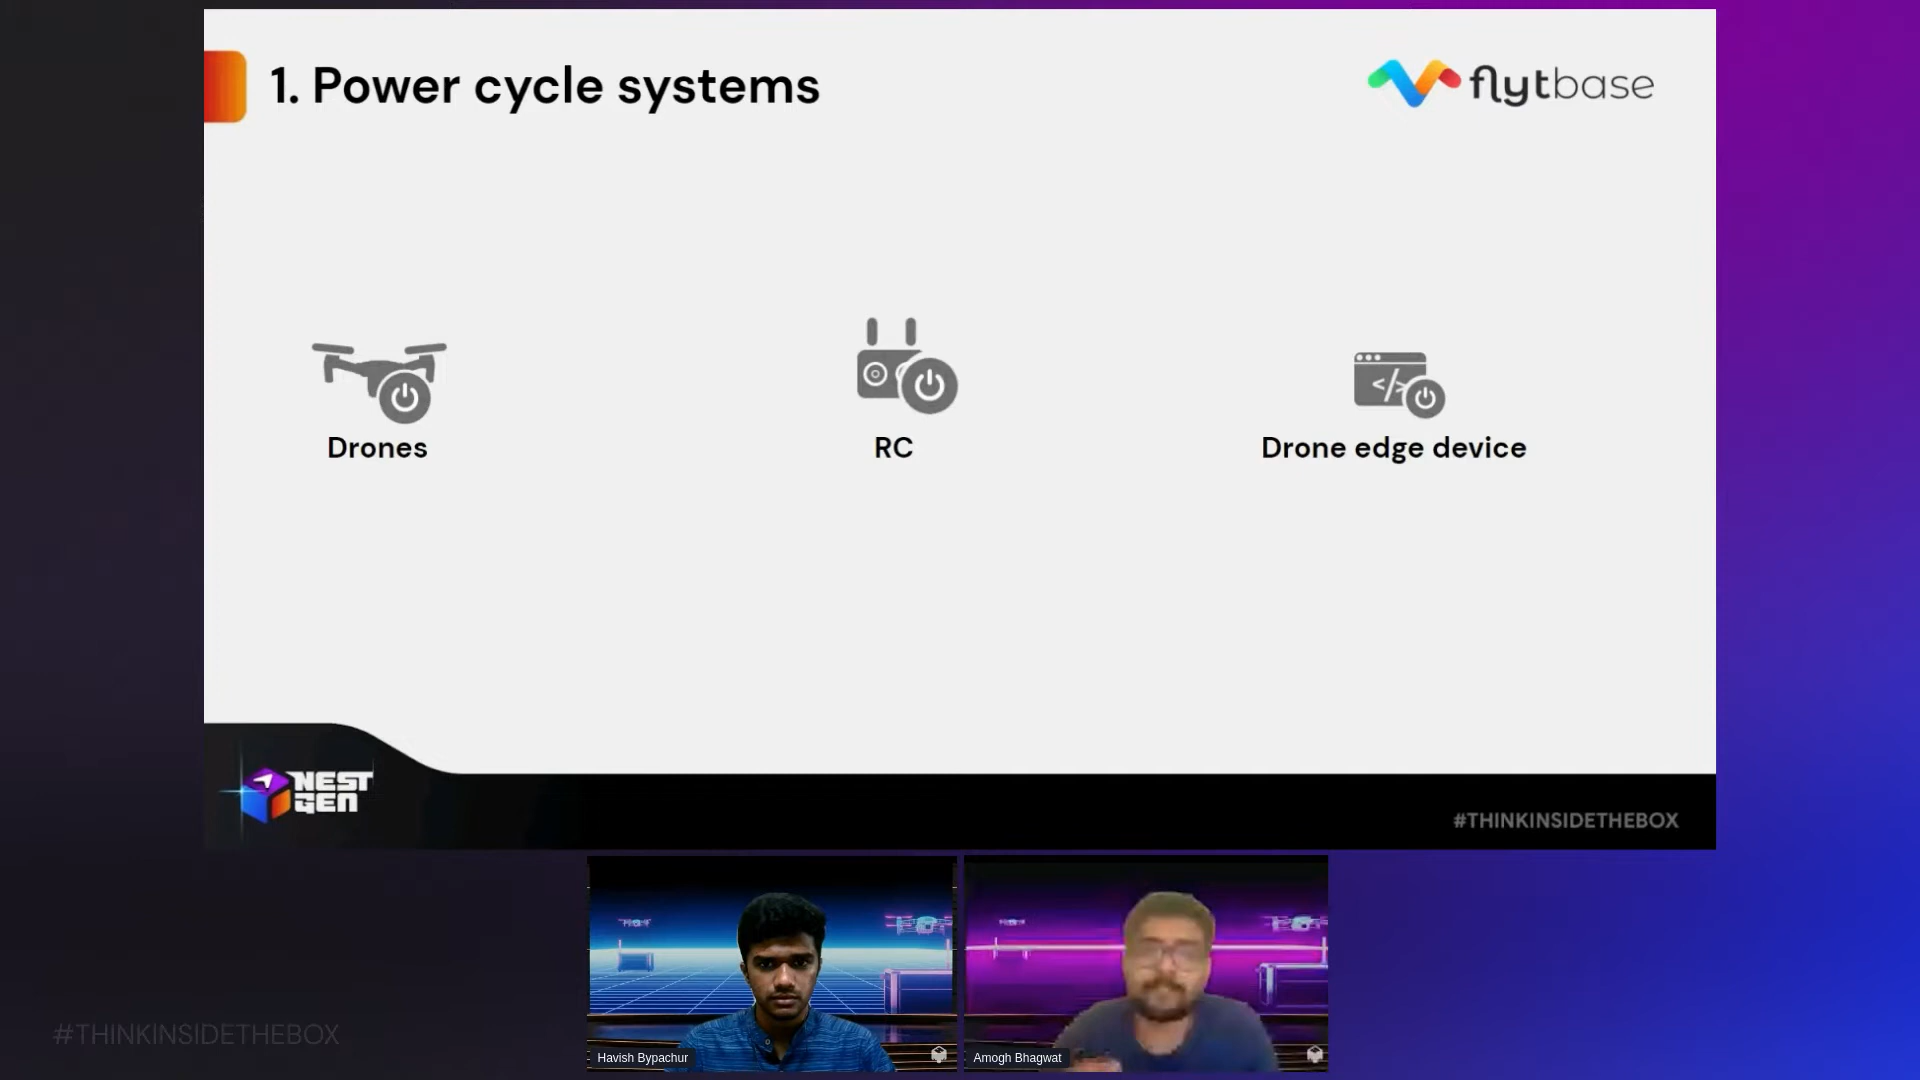 1. Power cycle systems
flytbase
Drones
RC
Drone edge device
NEST
GEN
#THINKINSIDETHEBOX
Havish Bypachur
Amogh Bhagwat
#THINKINSIDETHEBOX